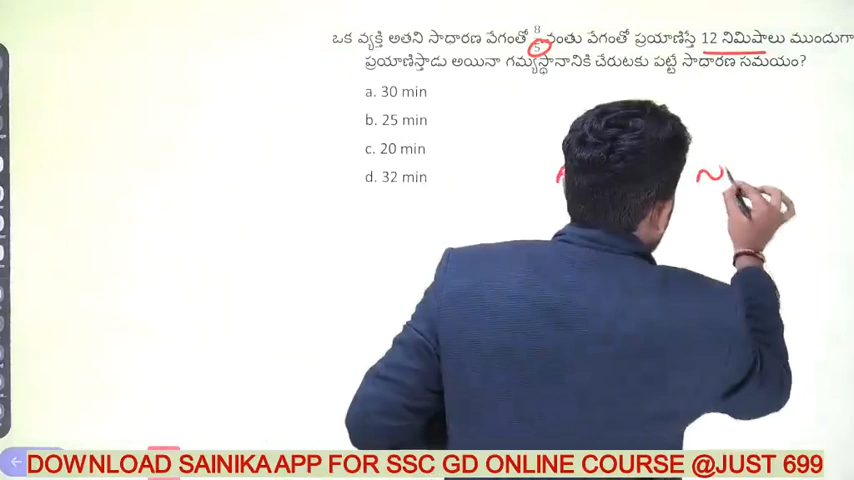 ఒక వ్యక్తి అతని సాదారణ వేగంతో 8/5 వంతు వేగంతో ప్రయాణిస్తే 12 నిమిషాలు ముందుగా
ప్రయాణిస్తాడు అయినా గమ్యస్థానానికి చేరుటకు పట్టే సాదారణ సమయం?
a. 30 min
b. 25 min
c. 20 min
d. 32 min
DOWNLOAD SAINIKA APP FOR SSC GD ONLINE COURSE @JUST 699